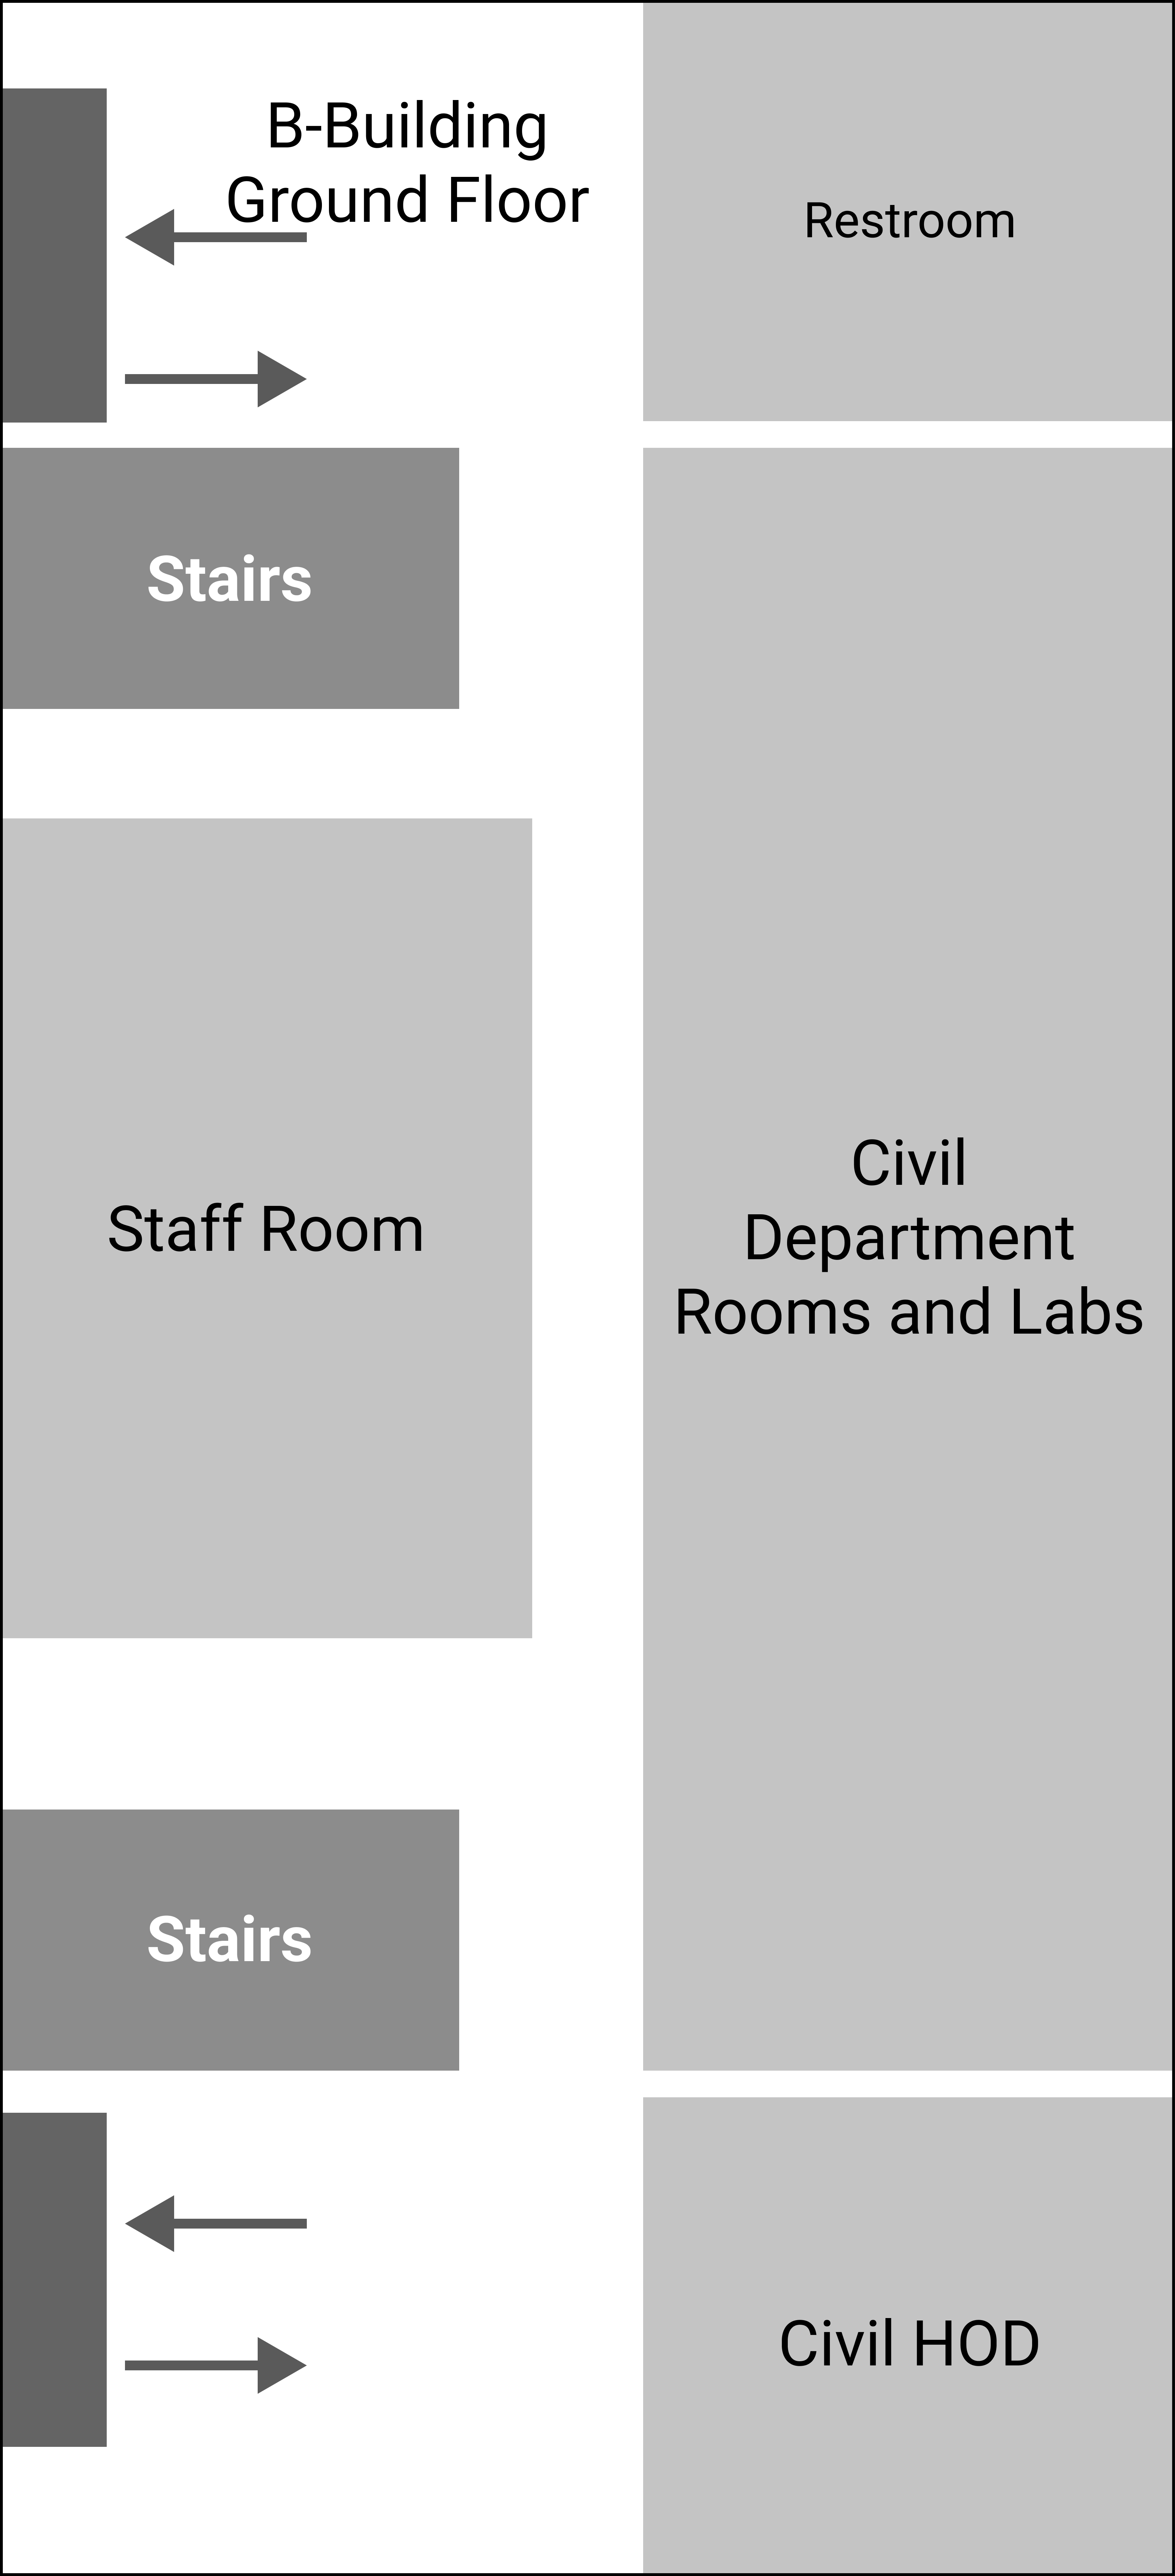 B-Building
Ground Floor
Restroom
Stairs
Staff Room
Civil
Department
Rooms and Labs
Stairs
Civil HOD